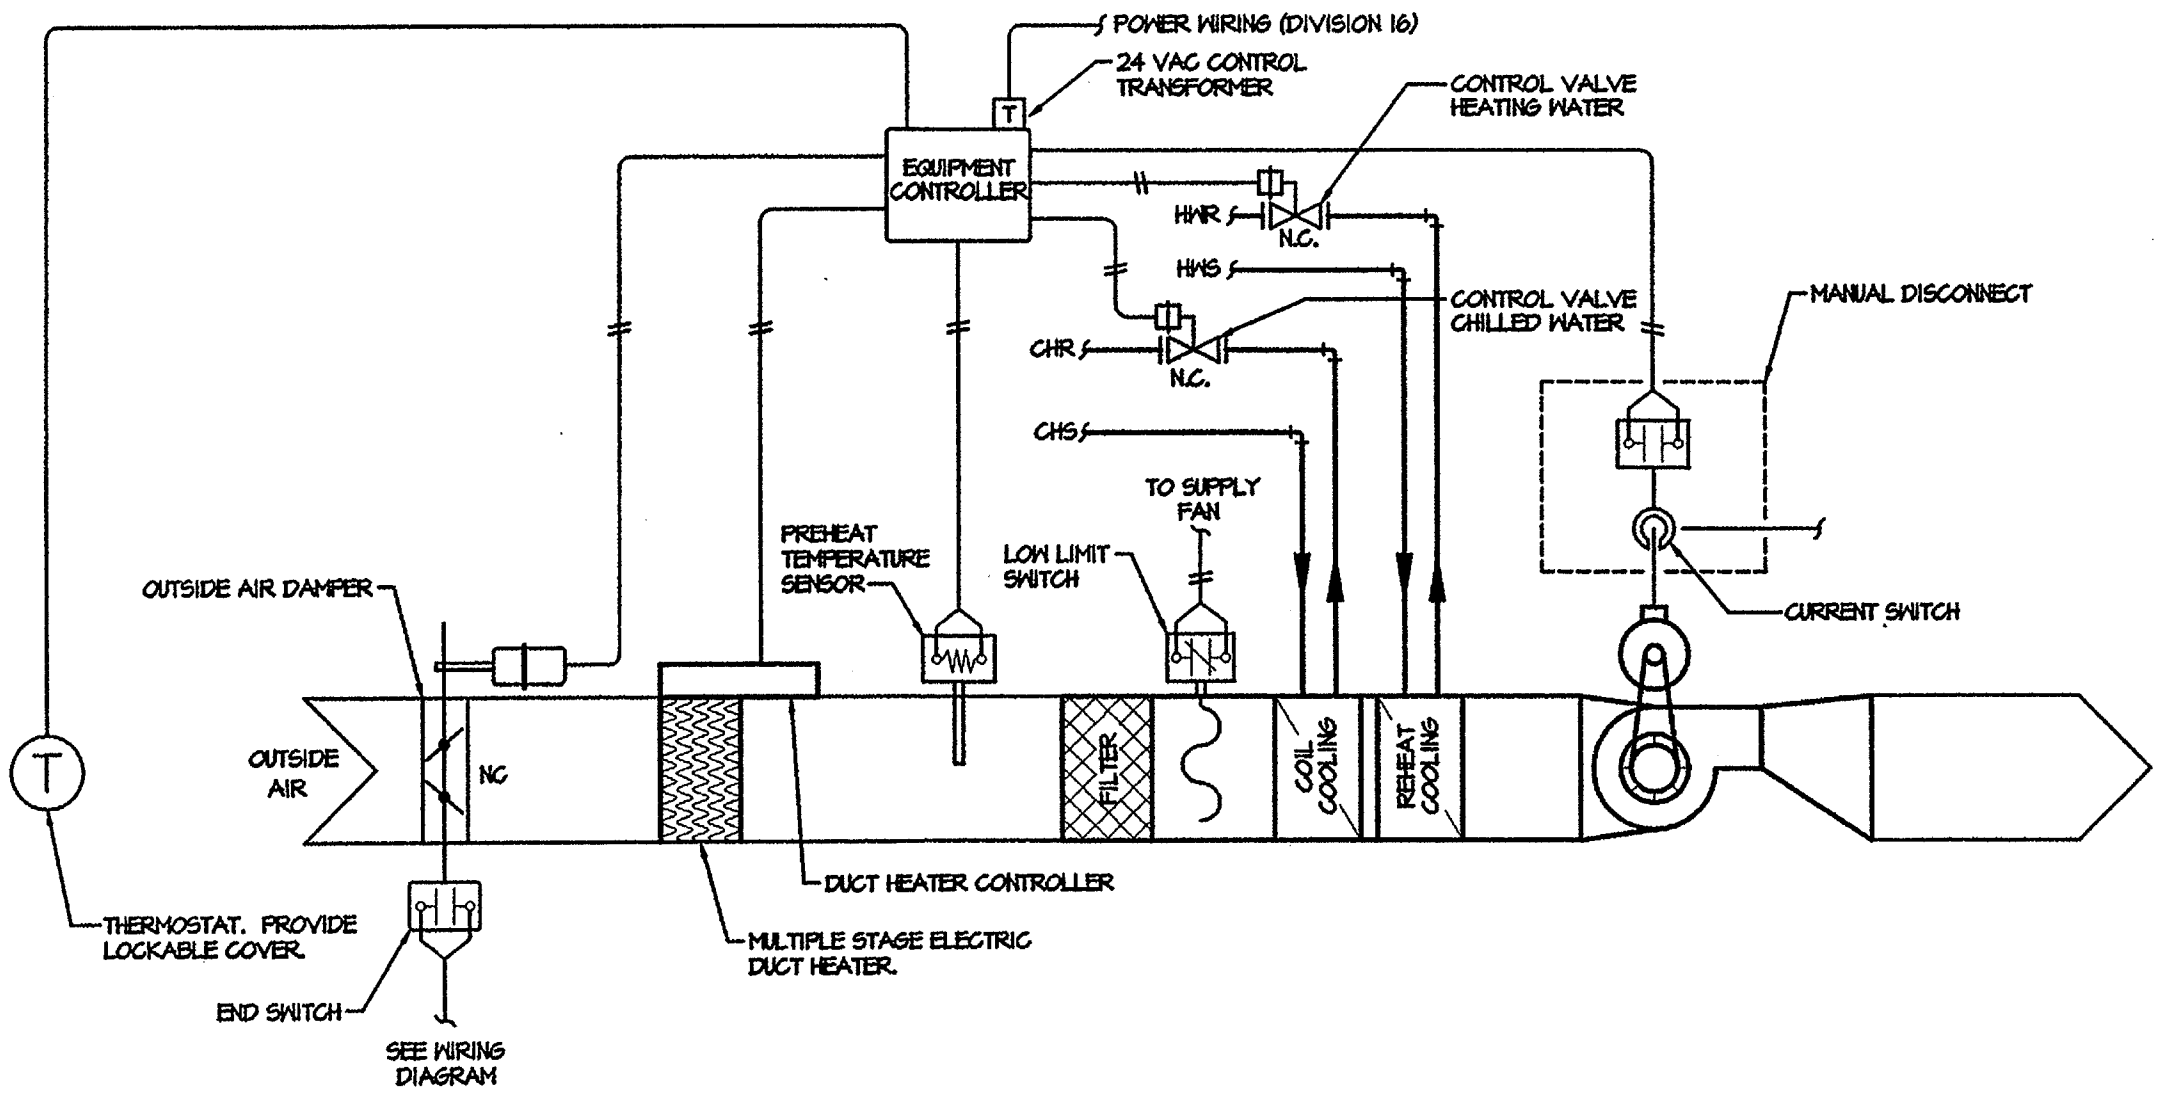 POWER WIRING (DIVISION 16)
24 VAC CONTROL
TRANSFORMER
T
CONTROL VALVE
HEATING WATER
EQUIPMENT
CONTROLLER
HWR
N.C.
HWS
CONTROL VALVE
CHILLED WATER
MANUAL DISCONNECT
CHR
N.C.
CHS
TO SUPPLY
FAN
PREHEAT
TEMPERATURE
SENSOR
LOW LIMIT
SWITCH
OUTSIDE AIR DAMPER
CURRENT SWITCH
OUTSIDE
AIR
NC
T
FILTER
COIL
COOLING
REHEAT
COOLING
DUCT HEATER CONTROLLER
THERMOSTAT. PROVIDE
LOCKABLE COVER.
MULTIPLE STAGE ELECTRIC
DUCT HEATER.
END SWITCH
SEE WIRING
DIAGRAM